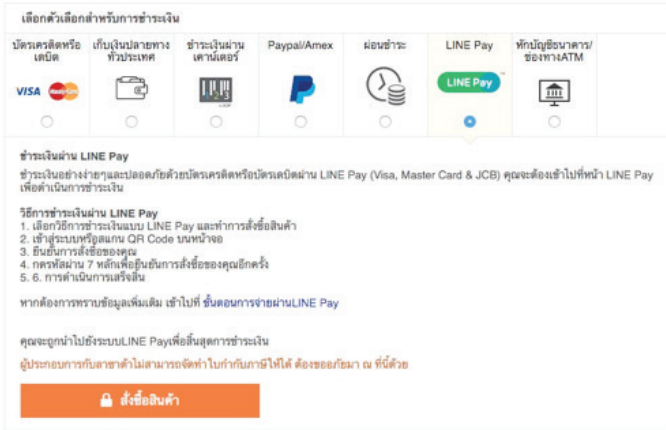 เลือกตัวเลือกสำหรับการชำระเงิน
บัตรเครดิตหรือเดบิต
เก็บเงินปลายทางทั่วประเทศ
ชำระเงินผ่านเคาน์เตอร์
Paypal/Amex
ผ่อนชำระ
LINE Pay
หักบัญชีธนาคาร/ช่องทางATM
VISA MasterCard
LINE Pay
ชำระเงินผ่าน LINE Pay
ชำระเงินอย่างง่ายๆและปลอดภัยด้วยบัตรเครดิตหรือบัตรเดบิตผ่าน LINE Pay (Visa, Master Card & JCB) คุณจะต้องเข้าไปที่หน้า LINE Pay
เพื่อดำเนินการชำระเงิน
วิธีการชำระเงินผ่าน LINE Pay
1. เลือกวิธีการชำระเงินแบบ LINE Pay และทำการสั่งซื้อสินค้า
2. เข้าสู่ระบบหรือสแกน QR Code บนหน้าจอ
3. ยืนยันการสั่งซื้อของคุณ
4. กดรหัสผ่าน 7 หลักเพื่อยืนยันการสั่งซื้อของคุณอีกครั้ง
5. 6. การดำเนินการเสร็จสิ้น
หากต้องการทราบข้อมูลเพิ่มเติม เข้าไปที่ ขั้นตอนการจ่ายผ่านLINE Pay
คุณจะถูกนำไปยังระบบLINE Payเพื่อสิ้นสุดการชำระเงิน
ผู้ประกอบการกับลาซาด้าไม่สามารถจัดทำใบกำกับภาษีให้ได้ ต้องขออภัยมา ณ ที่นี้ด้วย
สั่งซื้อสินค้า